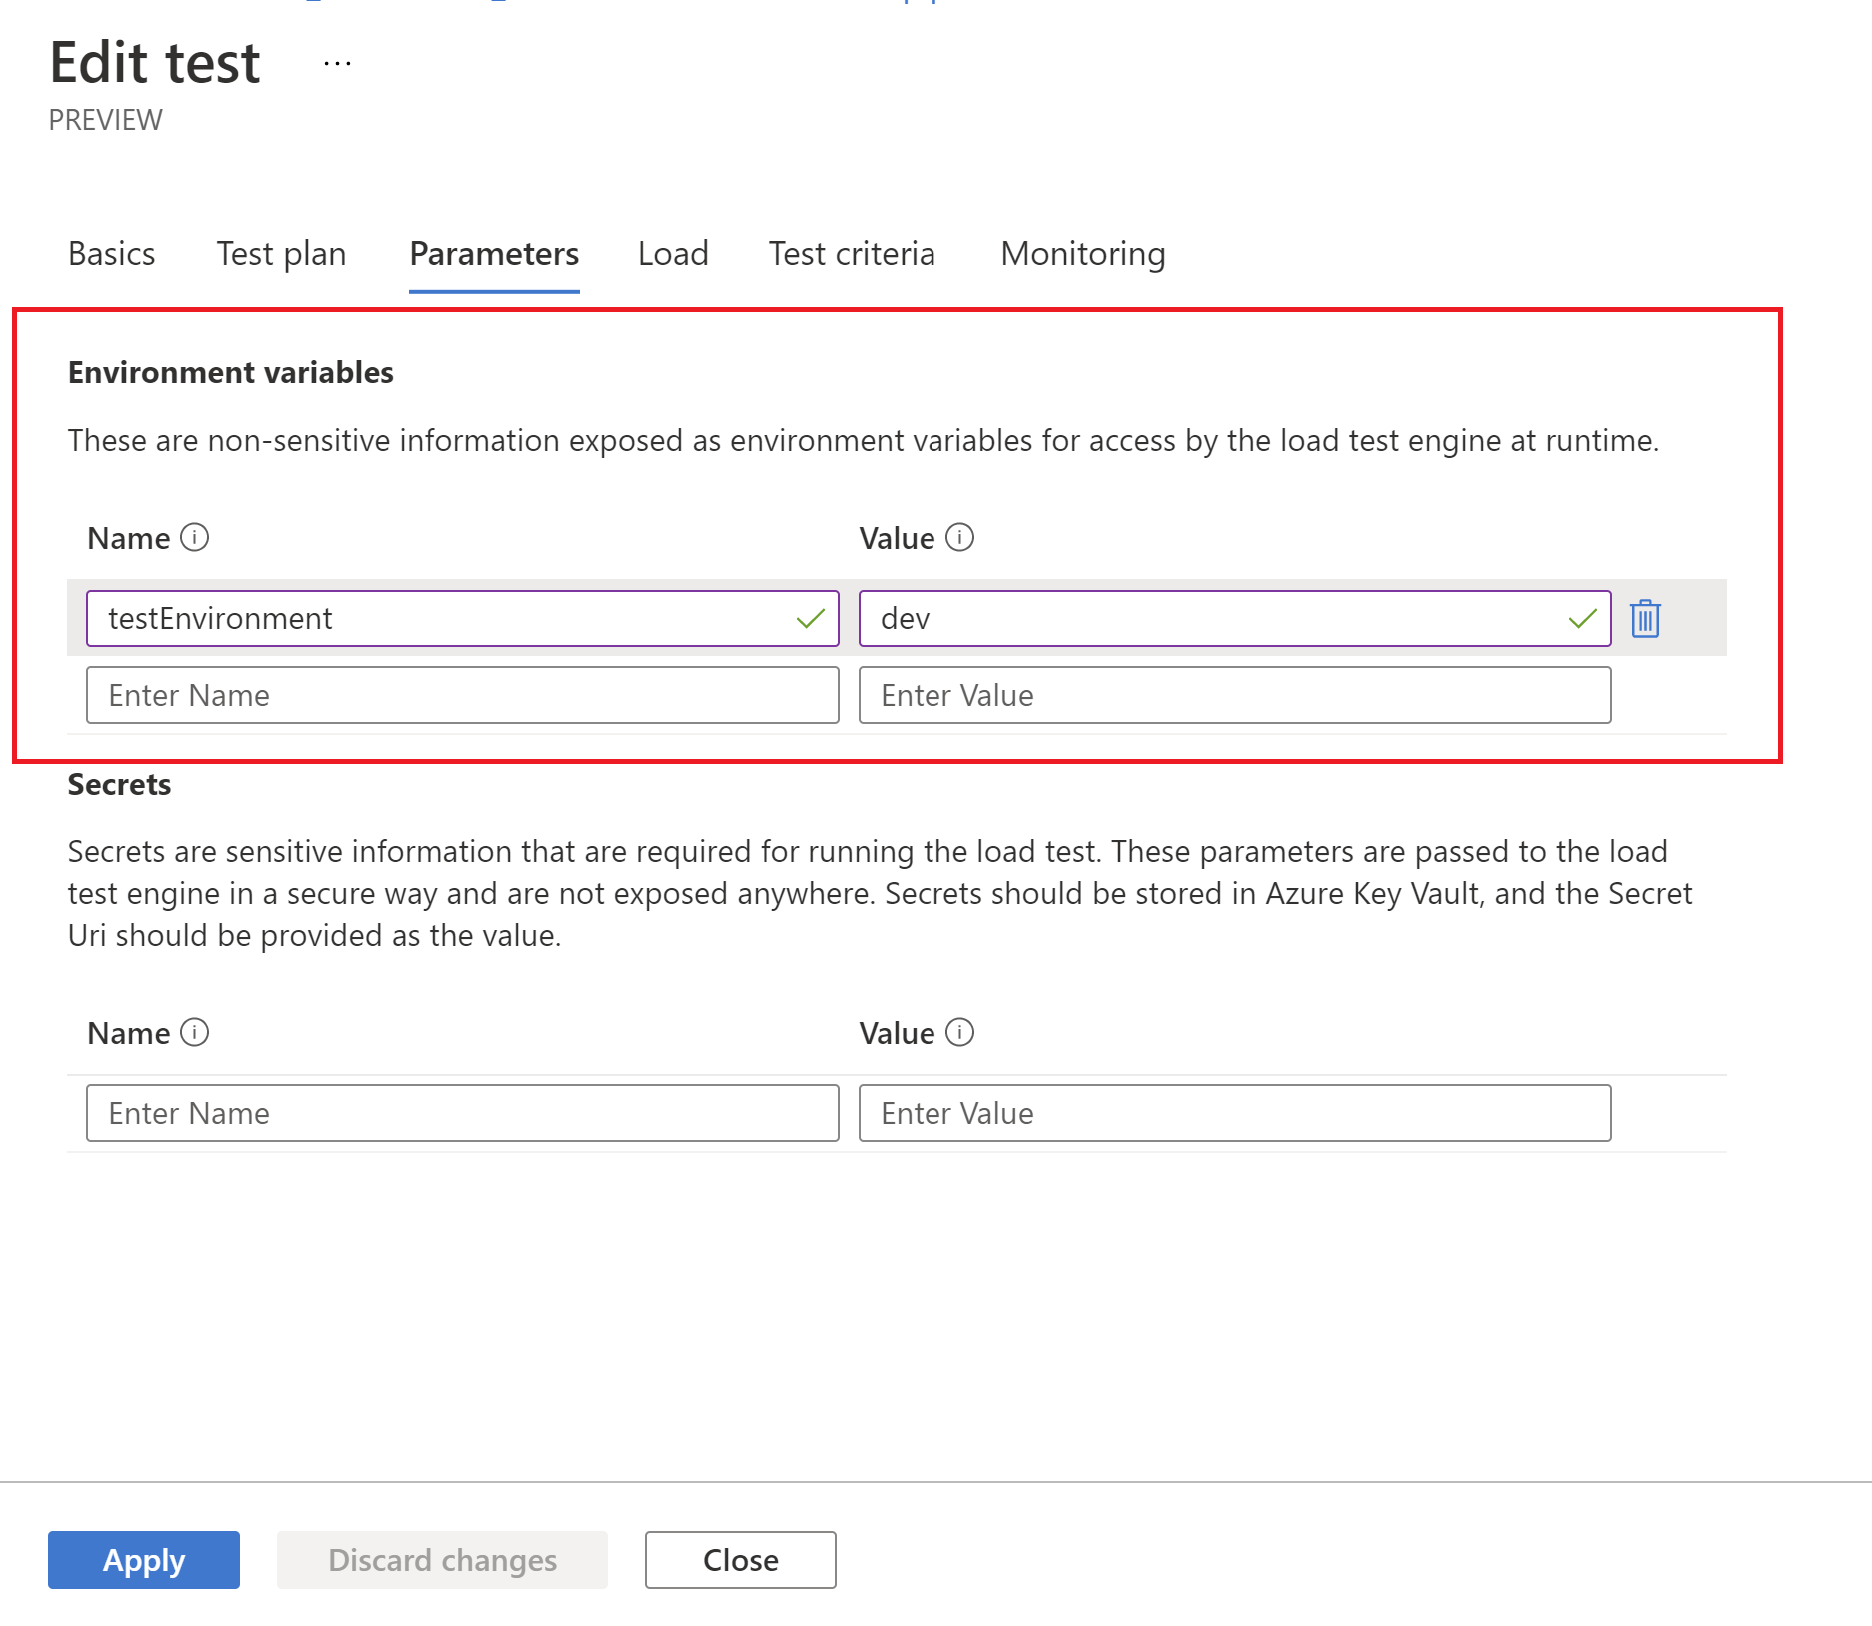 Edit test ...
PREVIEW
Basics Test plan Parameters Load Test criteria Monitoring
Environment variables
These are non-sensitive information exposed as environment variables for access by the load test engine at runtime.
Name Value
testEnvironment dev
Enter Name Enter Value
Secrets
Secrets are sensitive information that are required for running the load test. These parameters are passed to the load
test engine in a secure way and are not exposed anywhere. Secrets should be stored in Azure Key Vault, and the Secret
Uri should be provided as the value.
Name Value
Enter Name Enter Value
Apply Discard changes Close